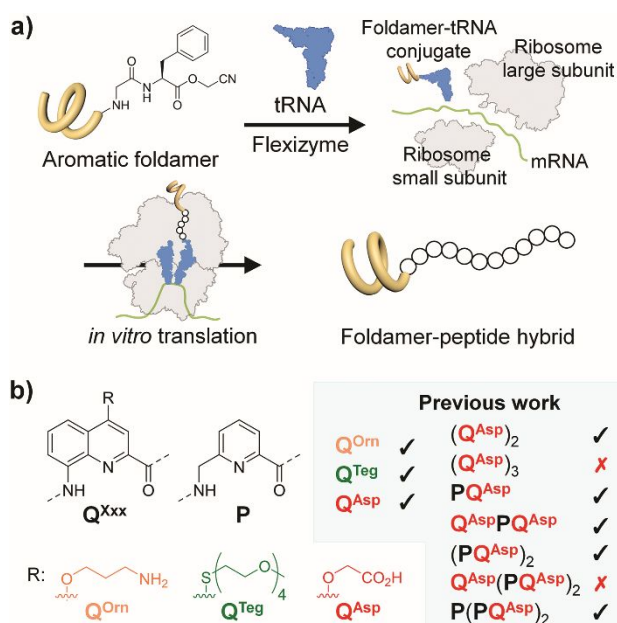 a)
O
N
H
H
N
O
O
O
CN
Aromatic foldamer
tRNA
Flexizyme
Foldamer-tRNA
conjugate
Ribosome
large subunit
Ribosome
small subunit
mRNA
in vitro translation
Foldamer-peptide hybrid
b)
R
N
NH
O
Q^Xxx
N
NH
O
P
R:
O
NH₂
Q^Orn
S
O
4
Q^Teg
O
CO₂H
Q^Asp
Previous work
Q^Orn ✓
Q^Teg ✓
Q^Asp ✓
(Q^Asp)₂ ✓
(Q^Asp)₃ ✗
PQ^Asp ✓
Q^AspPQ^Asp ✓
(PQ^Asp)₂ ✓
Q^Asp(PQ^Asp)₂ ✗
P(PQ^Asp)₂ ✓